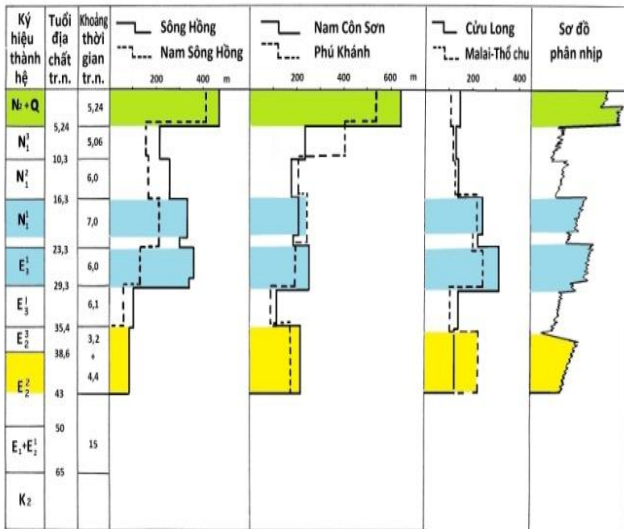 Ký hiệu thành hệ
Tuổi địa chất tr.n.
Khoảng thời gian tr.n.
Sông Hồng
Nam Sông Hồng
200 400 m
Nam Côn Sơn
Phú Khánh
200 400 600 m
Cửu Long
Malai-Thổ chu
Sơ đồ phân nhịp
N₂ + Q
5,24
5,24
N₁³
5,06
10,3
N₁²
6,0
16,3
N₁¹
7,0
23,3
E₃¹
6,0
29,3
E₃¹
6,1
35,4
E₂³
3,2
+
38,6
4,4
E₂²
43
50
E₁+E₂¹
15
65
K₂